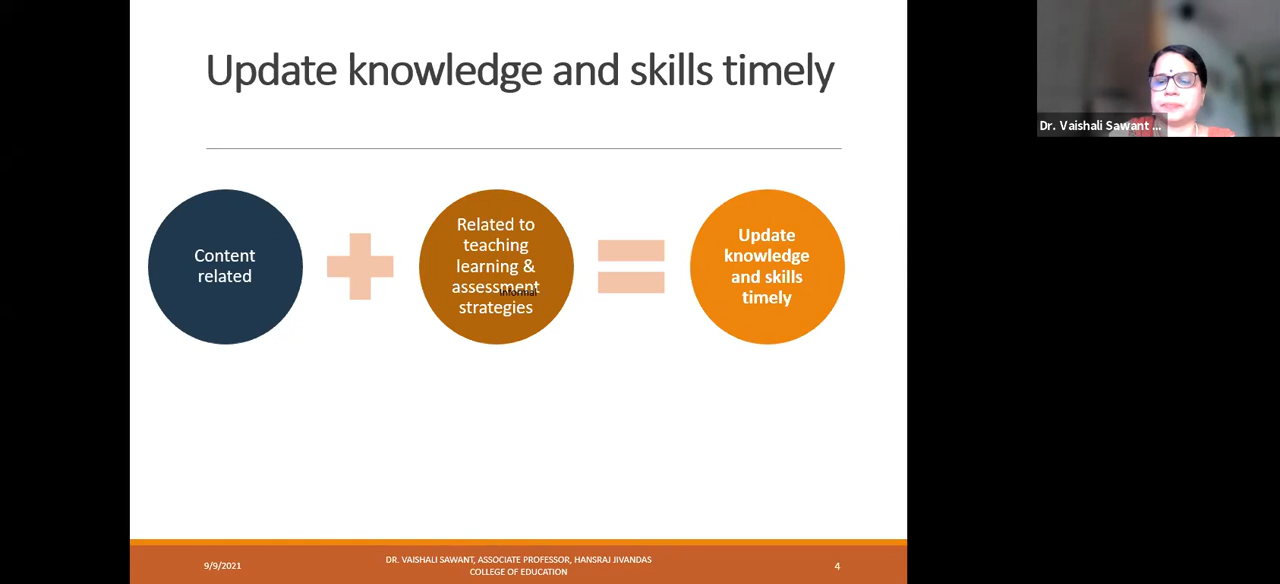 Update knowledge and skills timely
Content
related
Related to
teaching
learning &
assessment
strategies
Informal
Update
knowledge
and skills
timely
9/9/2021
DR. VAISHALI SAWANT, ASSOCIATE PROFESSOR, HANSRAJ JIVANDAS
COLLEGE OF EDUCATION
4
Dr. Vaishali Sawant ...